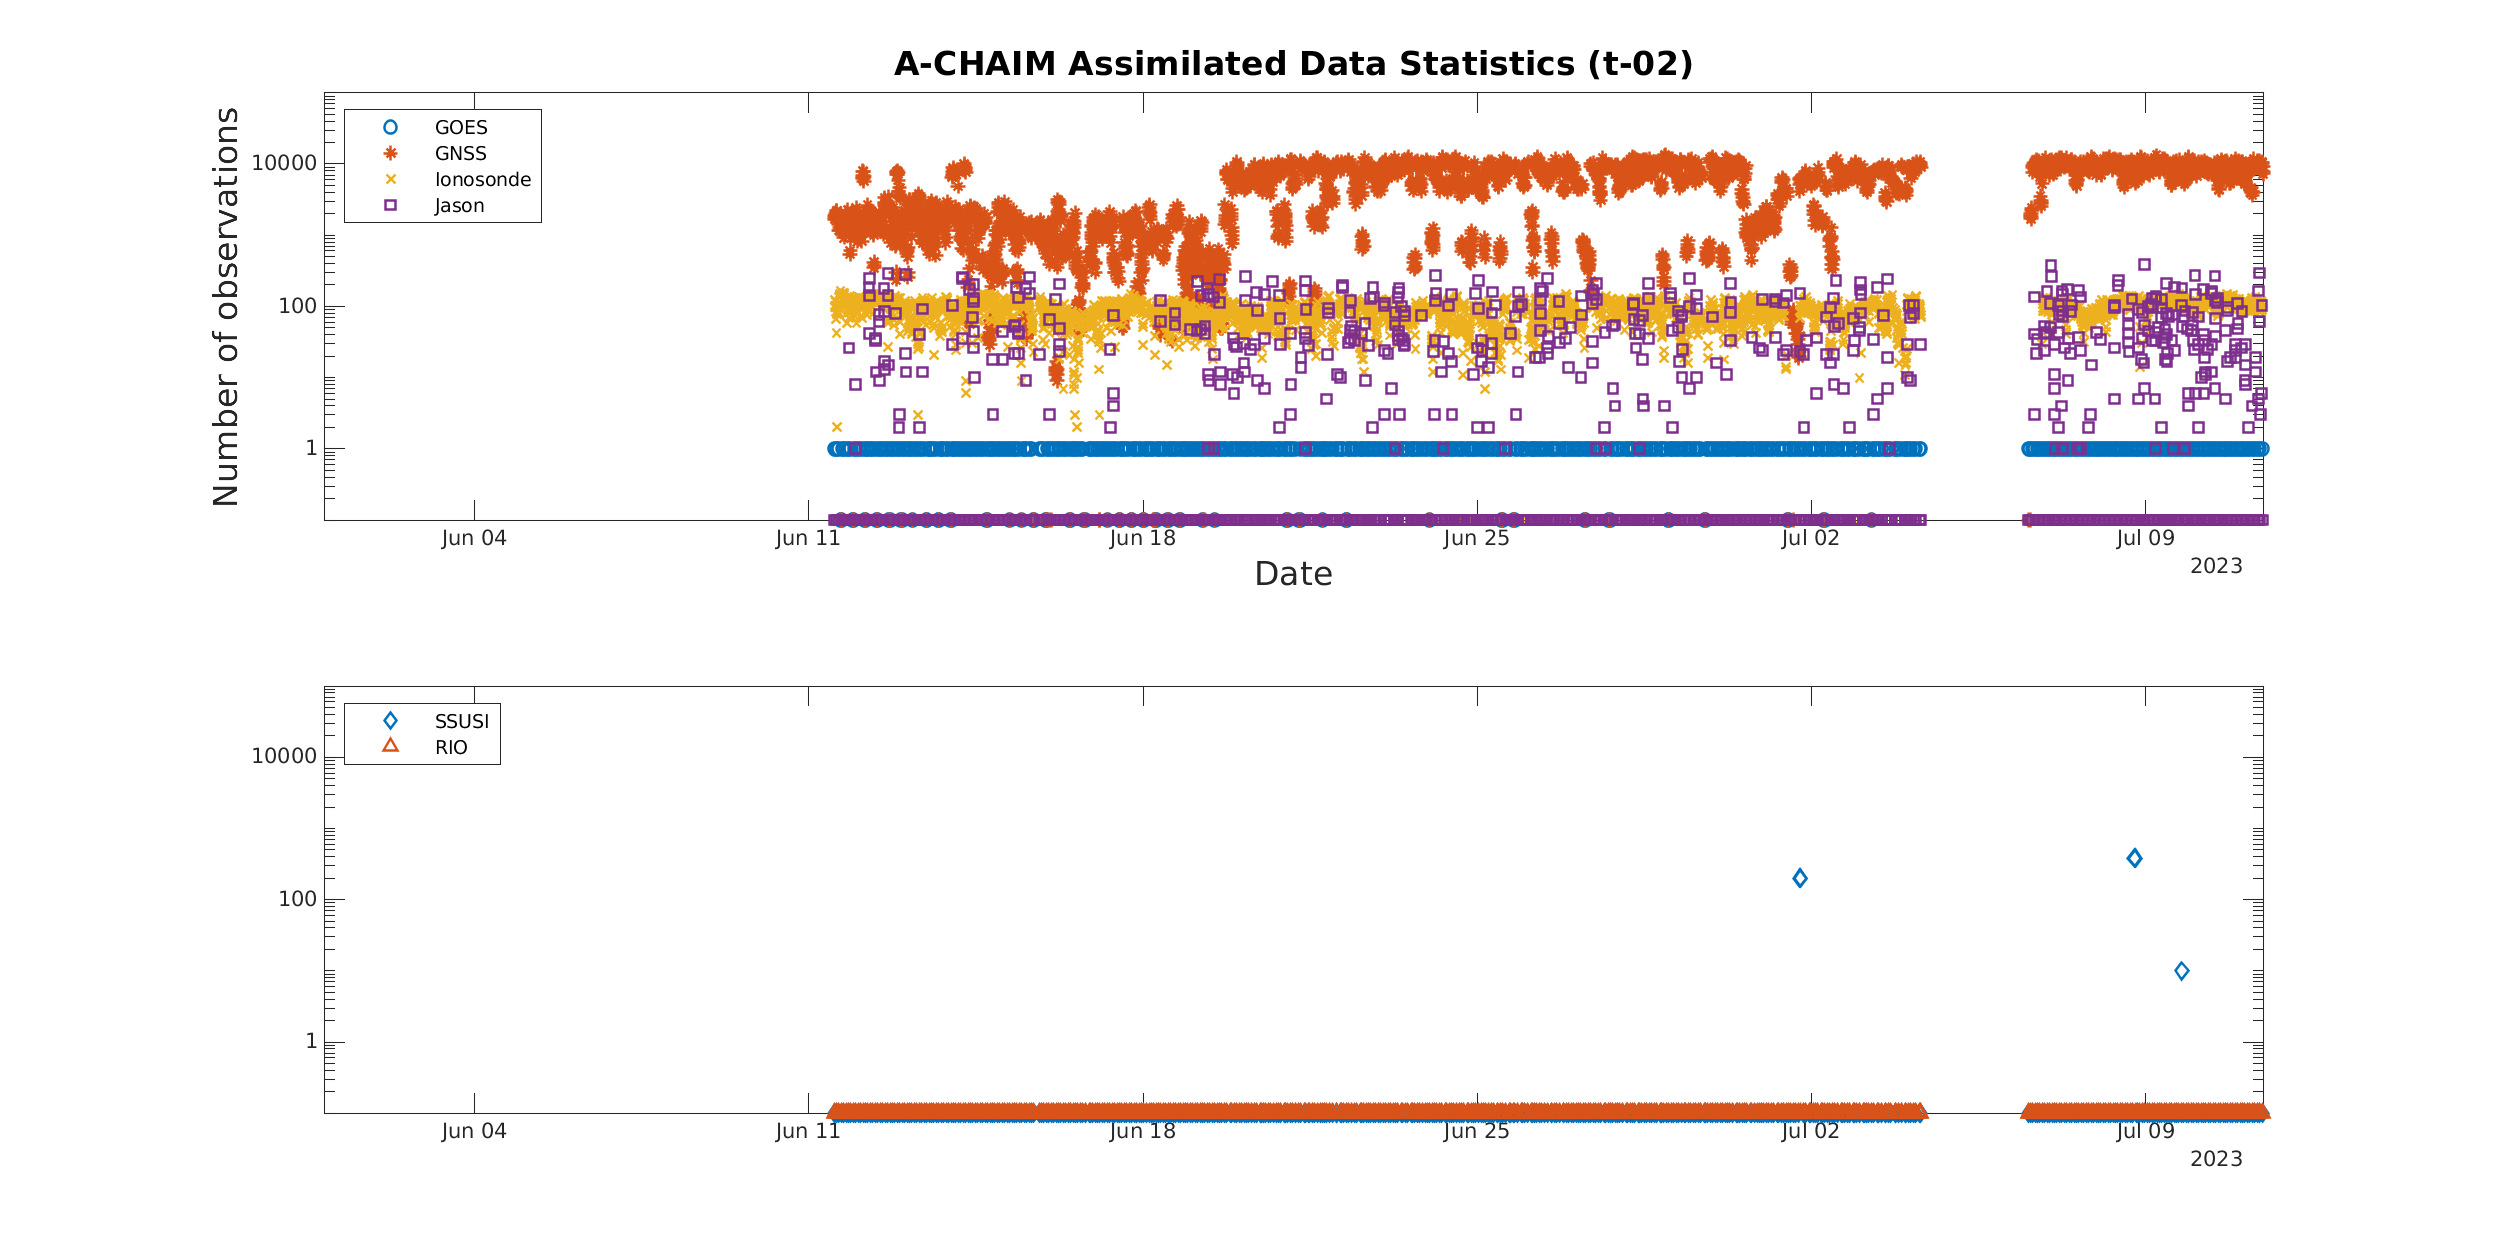 A-CHAIM Assimilated Data Statistics (t-02)
Number of observations
10000
100
1
GOES
GNSS
Ionosonde
Jason
Jun 04
Jun 11
Jun 18
Jun 25
Jul 02
Jul 09
2023
Date
10000
100
1
SSUSI
RIO
Jun 04
Jun 11
Jun 18
Jun 25
Jul 02
Jul 09
2023